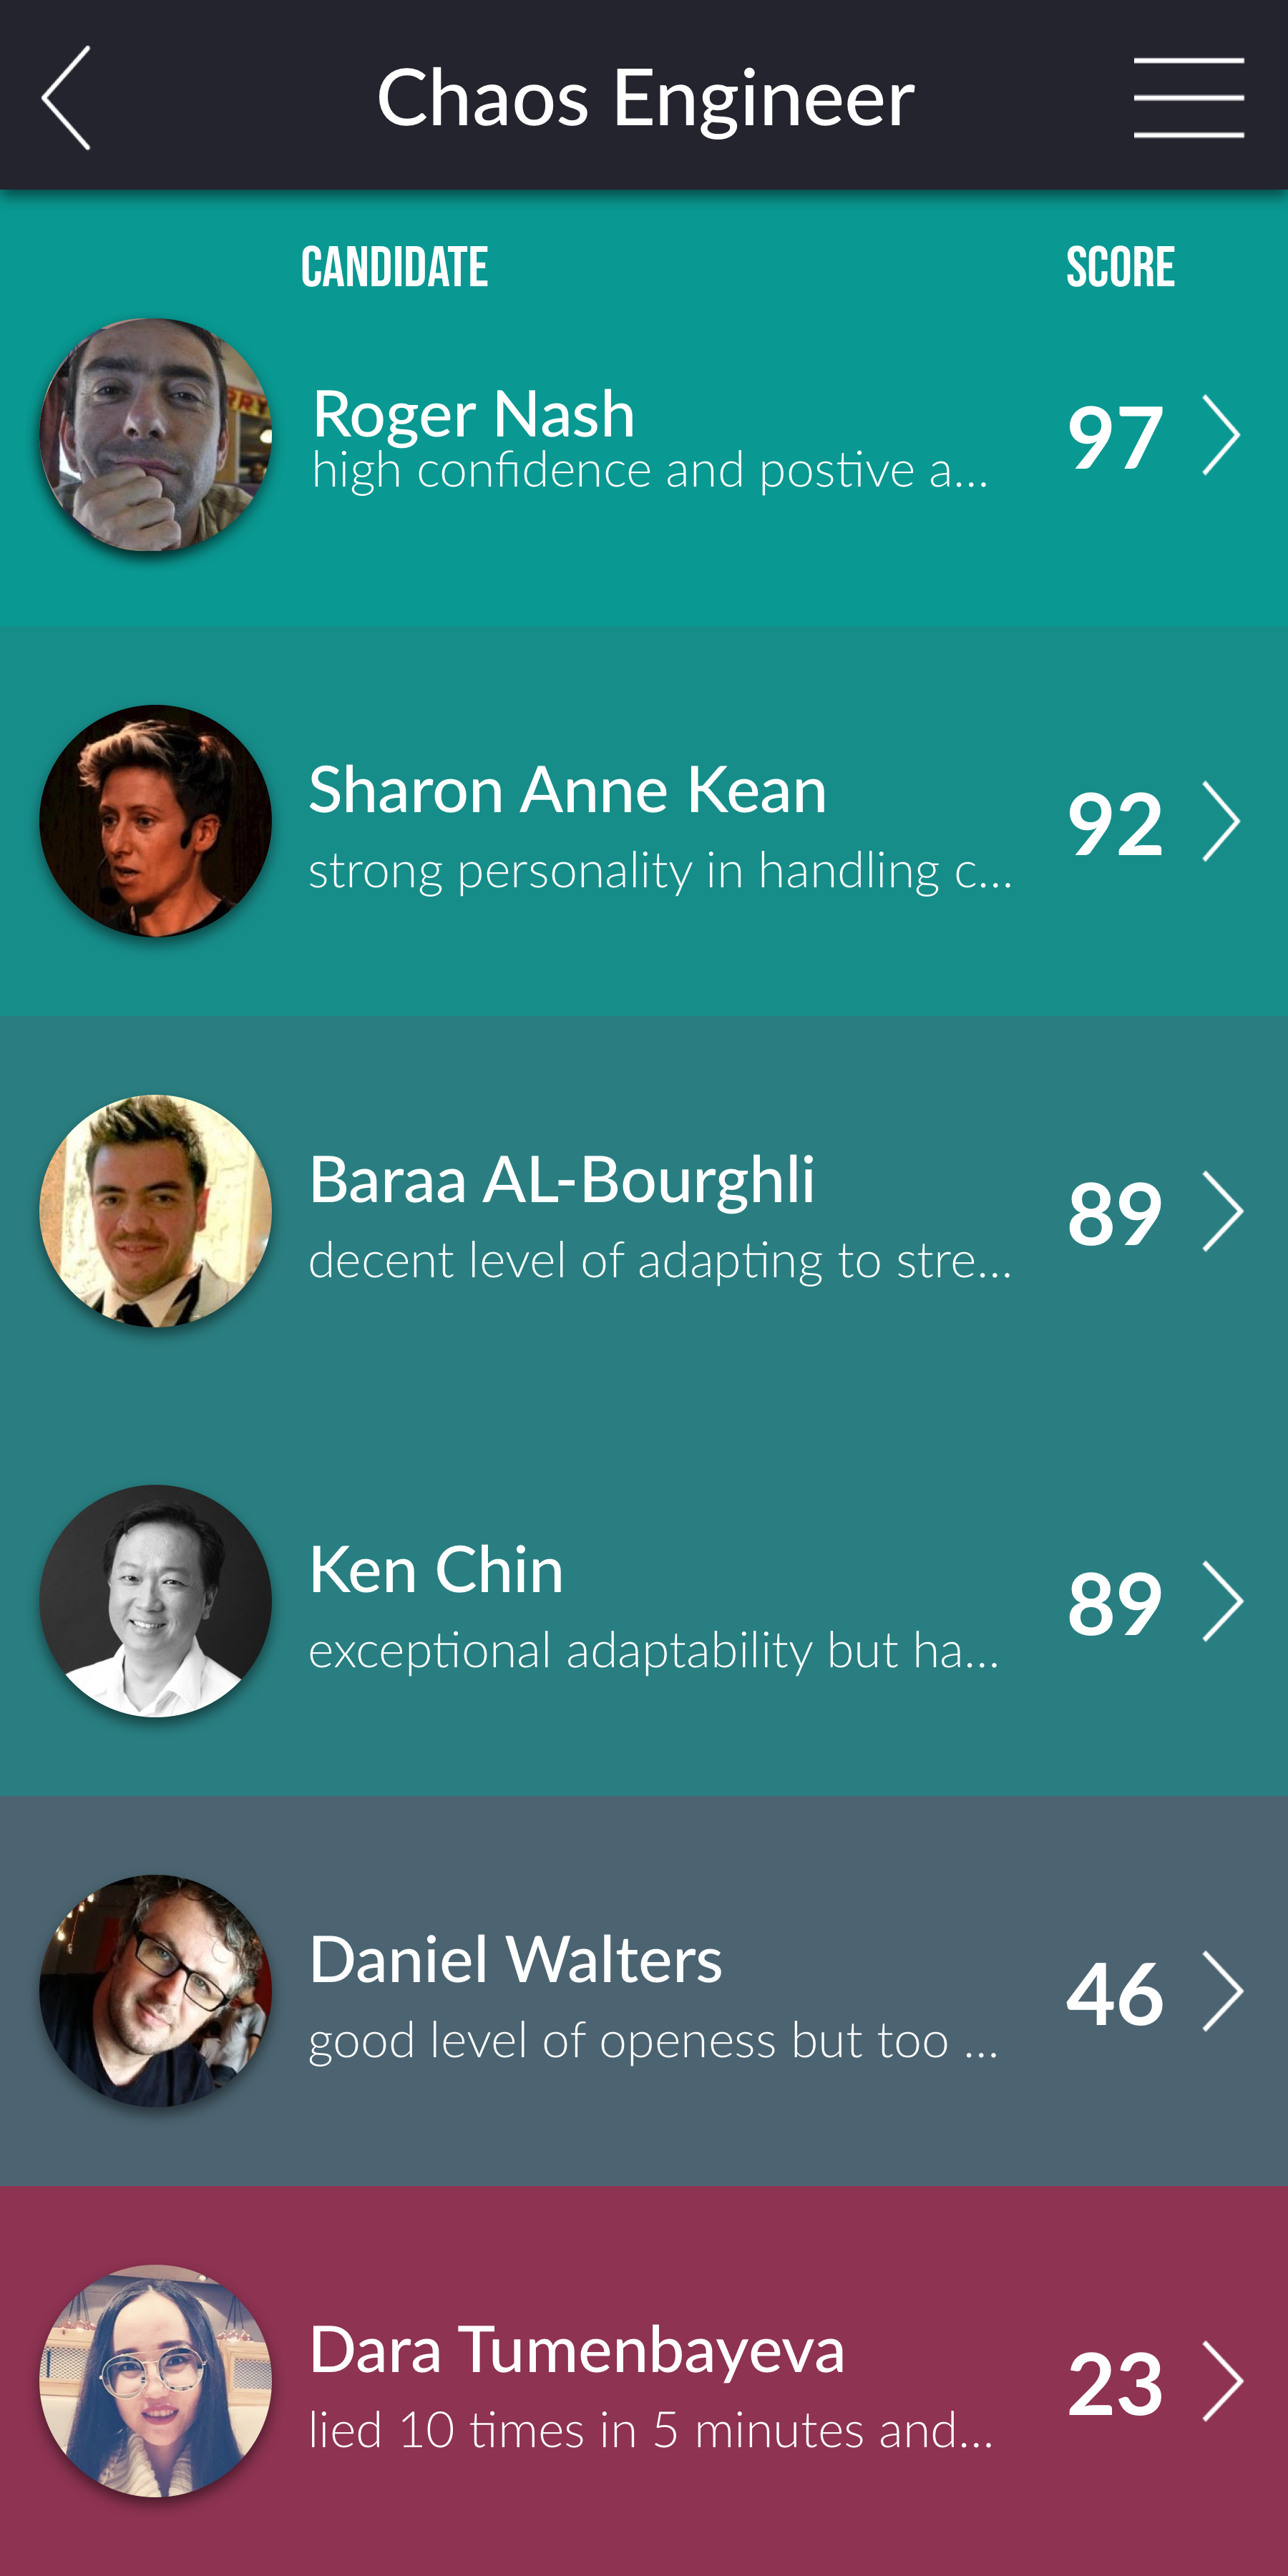 Chaos Engineer
CANDIDATE SCORE
Roger Nash
high confidence and postive a...
97
Sharon Anne Kean
strong personality in handling c...
92
Baraa AL-Bourghli
decent level of adapting to stre...
89
Ken Chin
exceptional adaptability but ha...
89
Daniel Walters
good level of openess but too ...
46
Dara Tumenbayeva
lied 10 times in 5 minutes and...
23